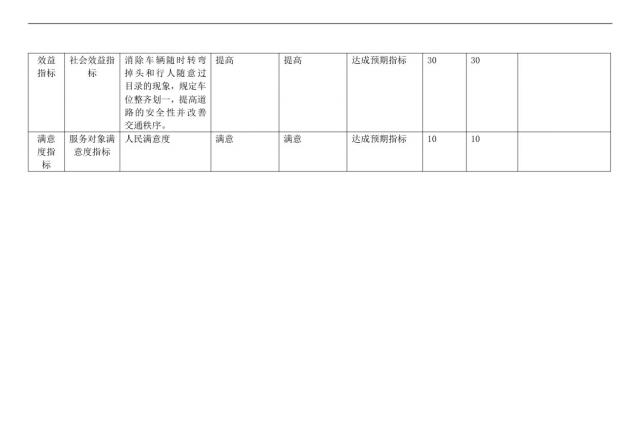 效益指标 社会效益指标 消除车辆随时转弯掉头和行人随意过目录的现象，规定车位整齐划一，提高道路的安全性并改善交通秩序。 提高 提高 达成预期指标 30 30
满意度指标 服务对象满意度指标 人民满意度 满意 满意 达成预期指标 10 10